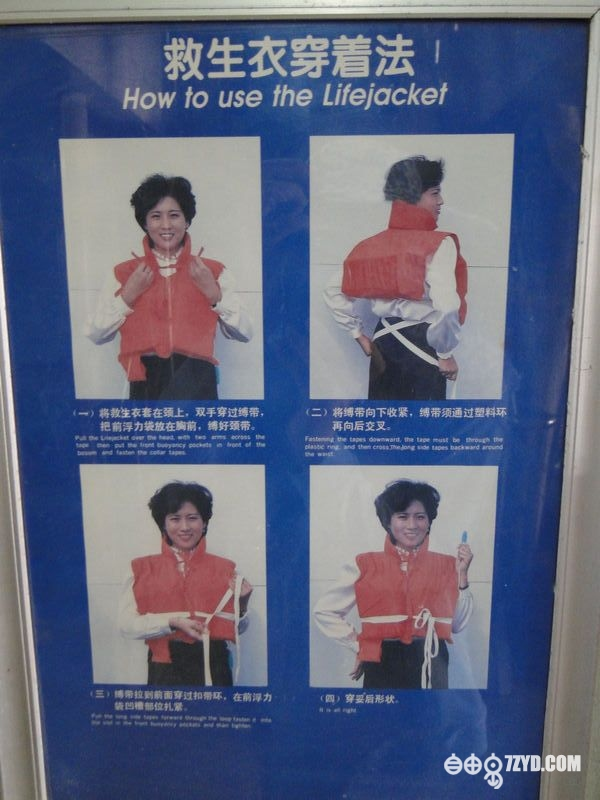 救生衣穿着法
How to use the Lifejacket
（一）将救生衣套在颈上，双手穿过缚带，
把前浮力袋放在胸前，缚好颈带。
Pull the Lifejacket over the head, with two arms across the
tape then put the front buoyancy pockets in front of the
bosom and fasten the collar tapes.
（二）将缚带向下收紧，缚带须通过塑料环
再向后交叉。
Fastening the tapes downward, the tape must be through the
plastic ring and then cross the long side tapes backward around
the waist.
（三）缚带拉到前面穿过扣带环，在前浮力
袋凹槽部位扎紧。
Pull the long side tapes forward through the loop fasten it into
the slot in the front buoyancy pockets and then tighten.
（四）穿妥后形状。
It is all right.
自由鸟 7ZYD.COM